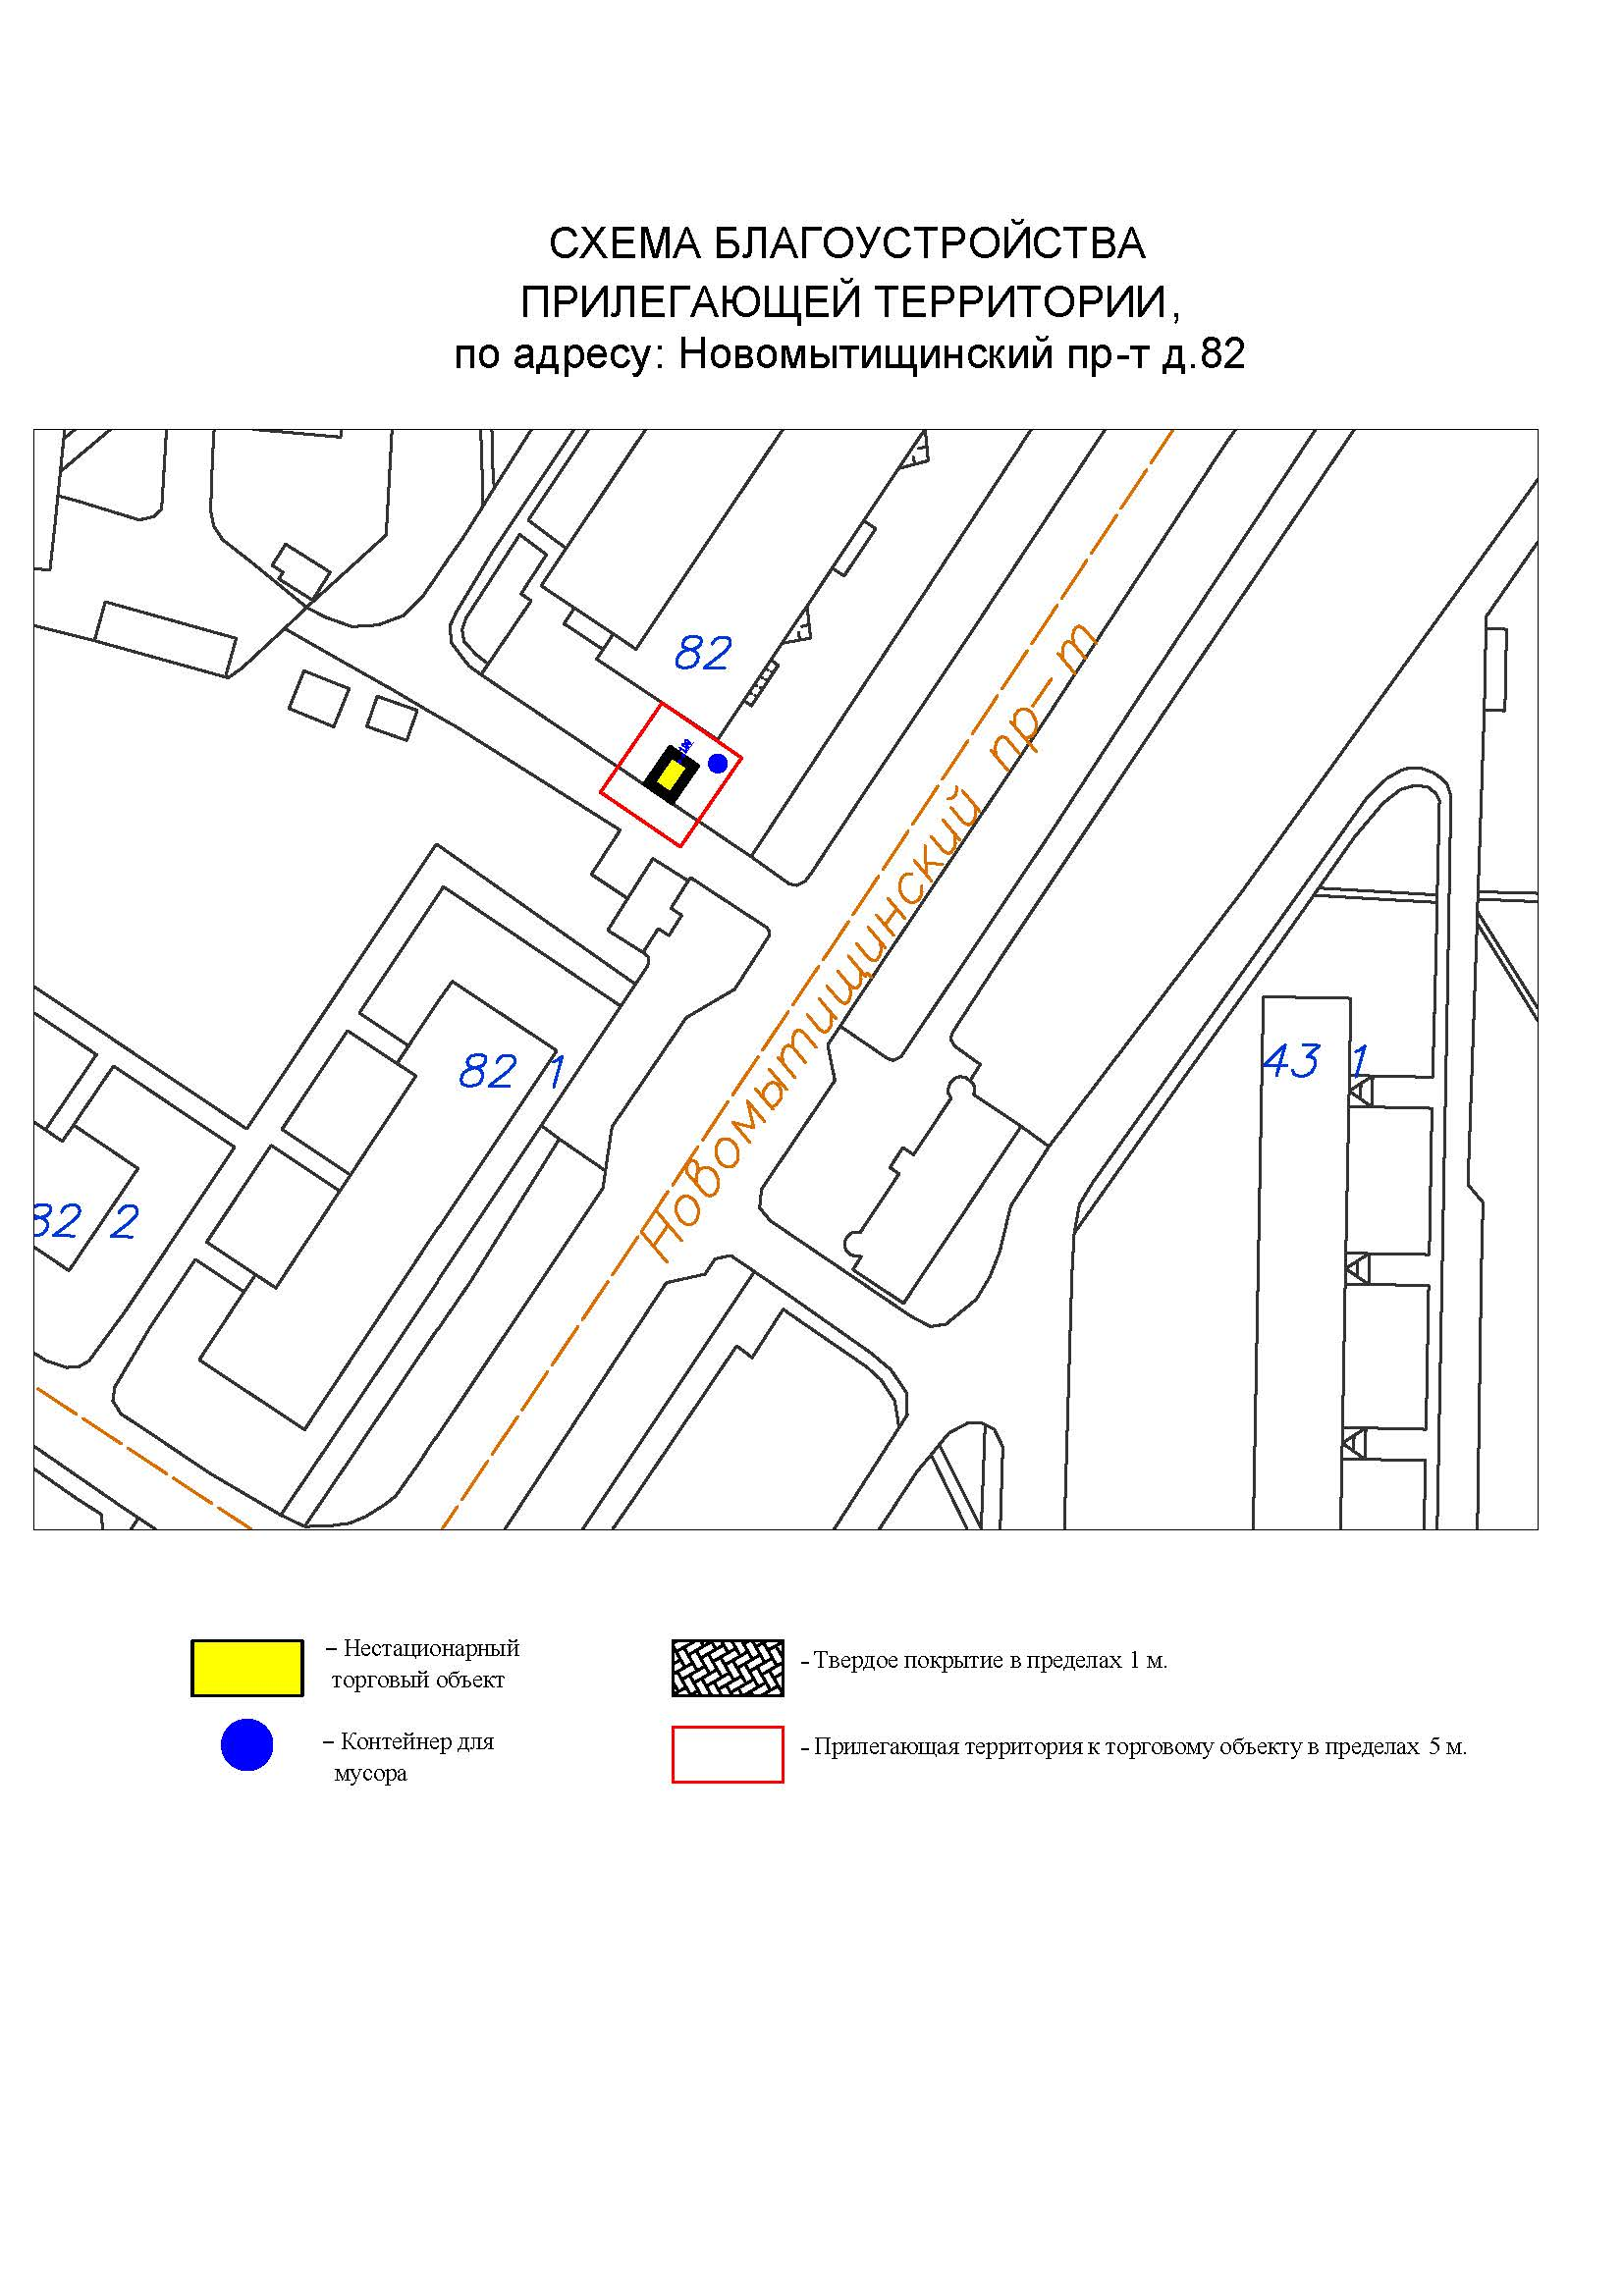 СХЕМА БЛАГОУСТРОЙСТВА
ПРИЛЕГАЮЩЕЙ ТЕРРИТОРИИ,
по адресу: Новомытищинский пр-т д.82
82
Новомытищинский пр-т
82 1
43 1
82 2
– Нестационарный
торговый объект
– Твердое покрытие в пределах 1 м.
– Контейнер для
мусора
– Прилегающая территория к торговому объекту в пределах 5 м.